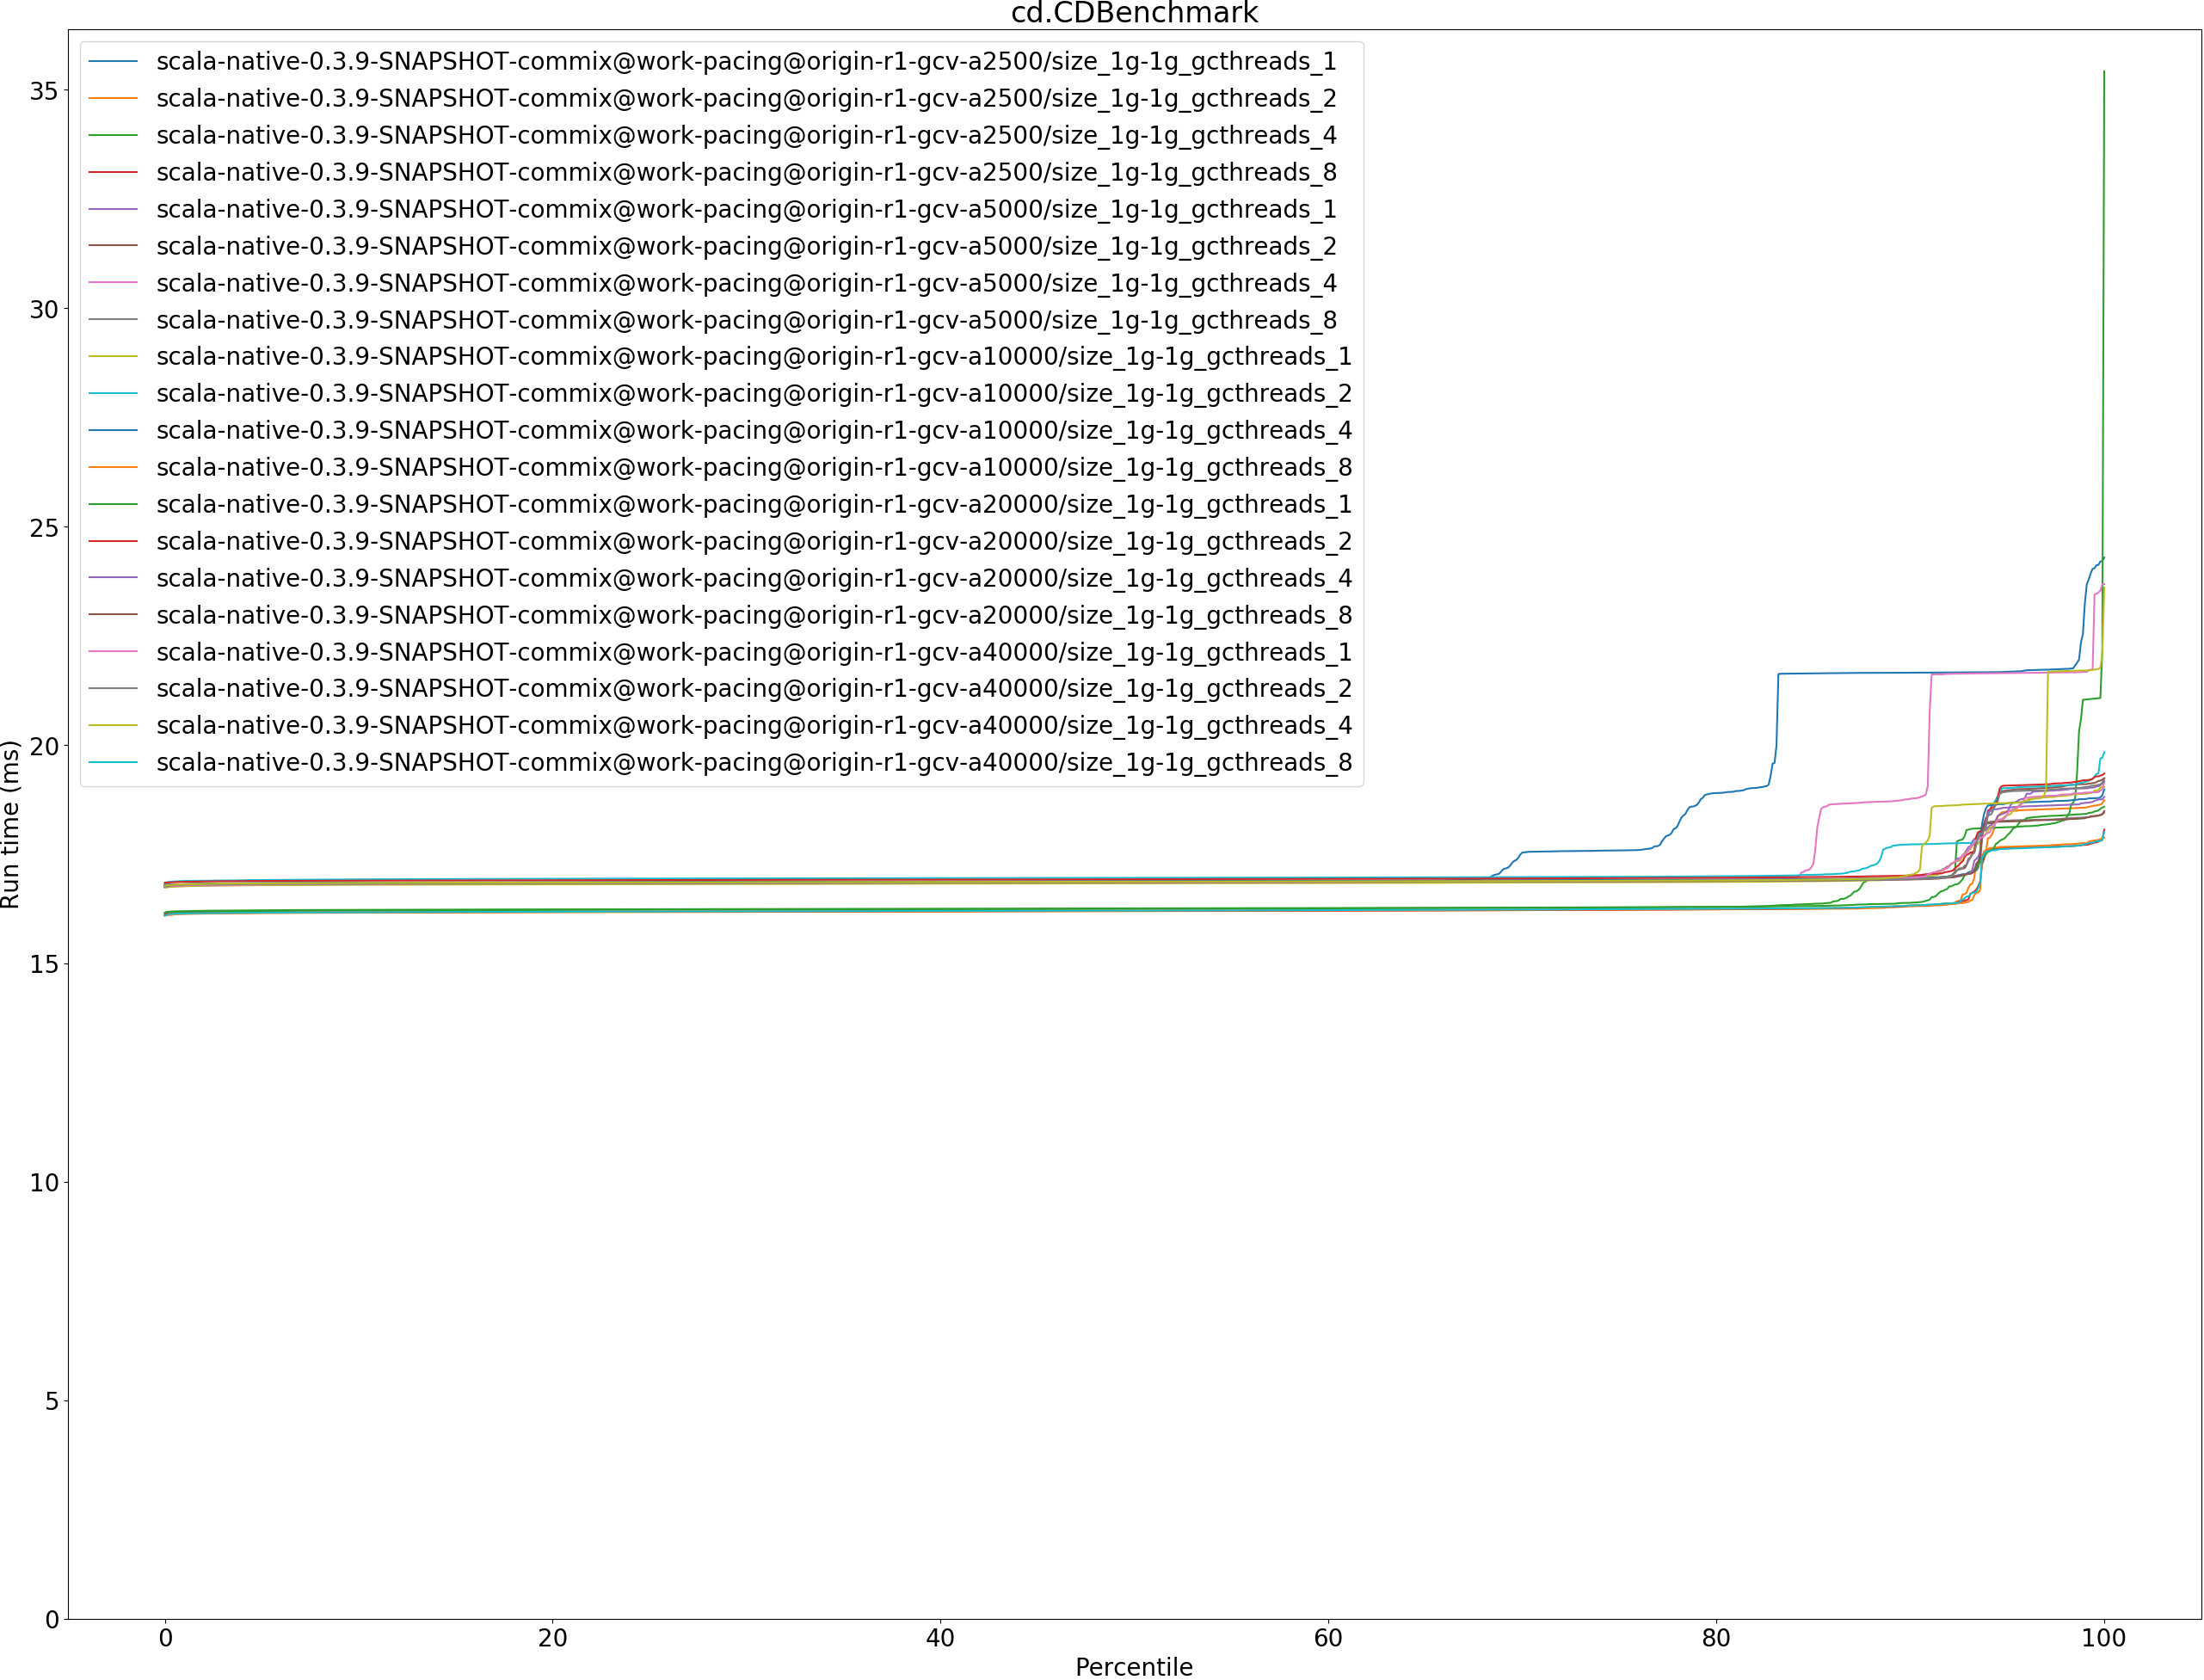 cd.CDBenchmark
scala-native-0.3.9-SNAPSHOT-commix@work-pacing@origin-r1-gcv-a2500/size_1g-1g_gcthreads_1
scala-native-0.3.9-SNAPSHOT-commix@work-pacing@origin-r1-gcv-a2500/size_1g-1g_gcthreads_2
scala-native-0.3.9-SNAPSHOT-commix@work-pacing@origin-r1-gcv-a2500/size_1g-1g_gcthreads_4
scala-native-0.3.9-SNAPSHOT-commix@work-pacing@origin-r1-gcv-a2500/size_1g-1g_gcthreads_8
scala-native-0.3.9-SNAPSHOT-commix@work-pacing@origin-r1-gcv-a5000/size_1g-1g_gcthreads_1
scala-native-0.3.9-SNAPSHOT-commix@work-pacing@origin-r1-gcv-a5000/size_1g-1g_gcthreads_2
scala-native-0.3.9-SNAPSHOT-commix@work-pacing@origin-r1-gcv-a5000/size_1g-1g_gcthreads_4
scala-native-0.3.9-SNAPSHOT-commix@work-pacing@origin-r1-gcv-a5000/size_1g-1g_gcthreads_8
scala-native-0.3.9-SNAPSHOT-commix@work-pacing@origin-r1-gcv-a10000/size_1g-1g_gcthreads_1
scala-native-0.3.9-SNAPSHOT-commix@work-pacing@origin-r1-gcv-a10000/size_1g-1g_gcthreads_2
scala-native-0.3.9-SNAPSHOT-commix@work-pacing@origin-r1-gcv-a10000/size_1g-1g_gcthreads_4
scala-native-0.3.9-SNAPSHOT-commix@work-pacing@origin-r1-gcv-a10000/size_1g-1g_gcthreads_8
scala-native-0.3.9-SNAPSHOT-commix@work-pacing@origin-r1-gcv-a20000/size_1g-1g_gcthreads_1
scala-native-0.3.9-SNAPSHOT-commix@work-pacing@origin-r1-gcv-a20000/size_1g-1g_gcthreads_2
scala-native-0.3.9-SNAPSHOT-commix@work-pacing@origin-r1-gcv-a20000/size_1g-1g_gcthreads_4
scala-native-0.3.9-SNAPSHOT-commix@work-pacing@origin-r1-gcv-a20000/size_1g-1g_gcthreads_8
scala-native-0.3.9-SNAPSHOT-commix@work-pacing@origin-r1-gcv-a40000/size_1g-1g_gcthreads_1
scala-native-0.3.9-SNAPSHOT-commix@work-pacing@origin-r1-gcv-a40000/size_1g-1g_gcthreads_2
scala-native-0.3.9-SNAPSHOT-commix@work-pacing@origin-r1-gcv-a40000/size_1g-1g_gcthreads_4
scala-native-0.3.9-SNAPSHOT-commix@work-pacing@origin-r1-gcv-a40000/size_1g-1g_gcthreads_8
35
30
25
20
15
10
5
0
Run time (ms)
0 20 40 60 80 100
Percentile